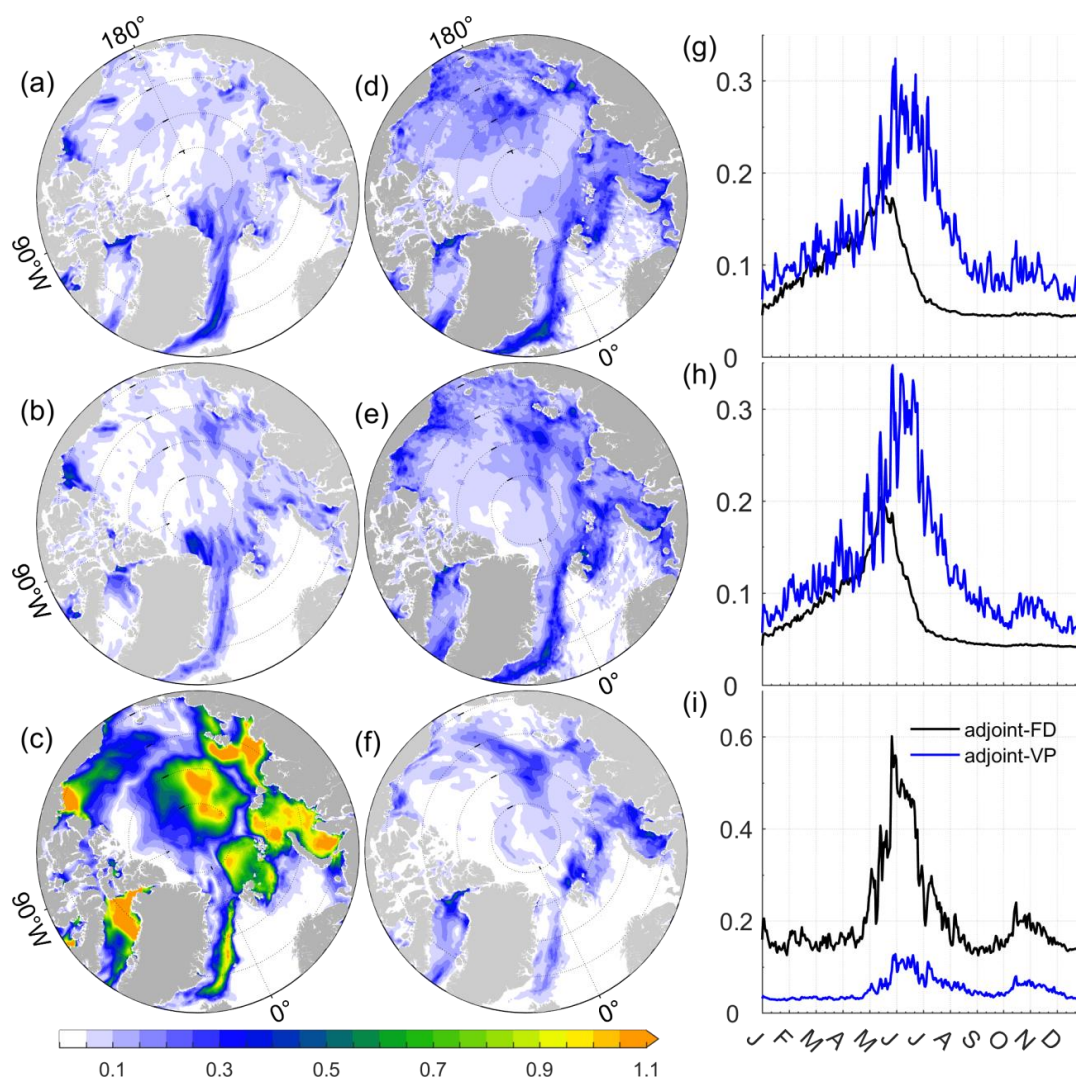 180°
180°
(a)
(d)
(g)
0.3
0.2
0.1
0
90°W
0°
(b)
(e)
(h)
0.3
0.2
0.1
0
90°W
0°
(c)
(f)
(i)
adjoint-FD
adjoint-VP
0.6
0.4
0.2
0
90°W
0°
0°
J F M A M J J A S O N D
0.1 0.3 0.5 0.7 0.9 1.1